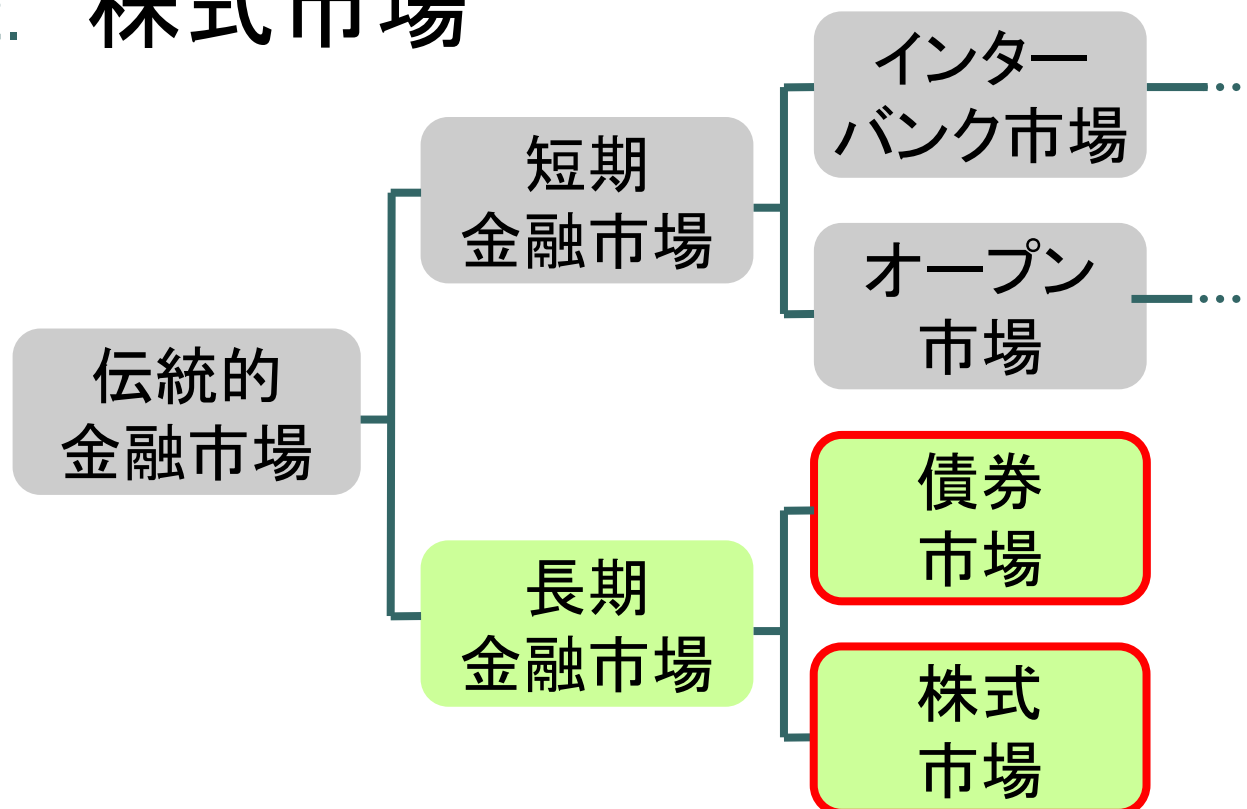 株式市場
インター
バンク市場
短期
金融市場
オープン
市場
伝統的
金融市場
債券
市場
長期
金融市場
株式
市場